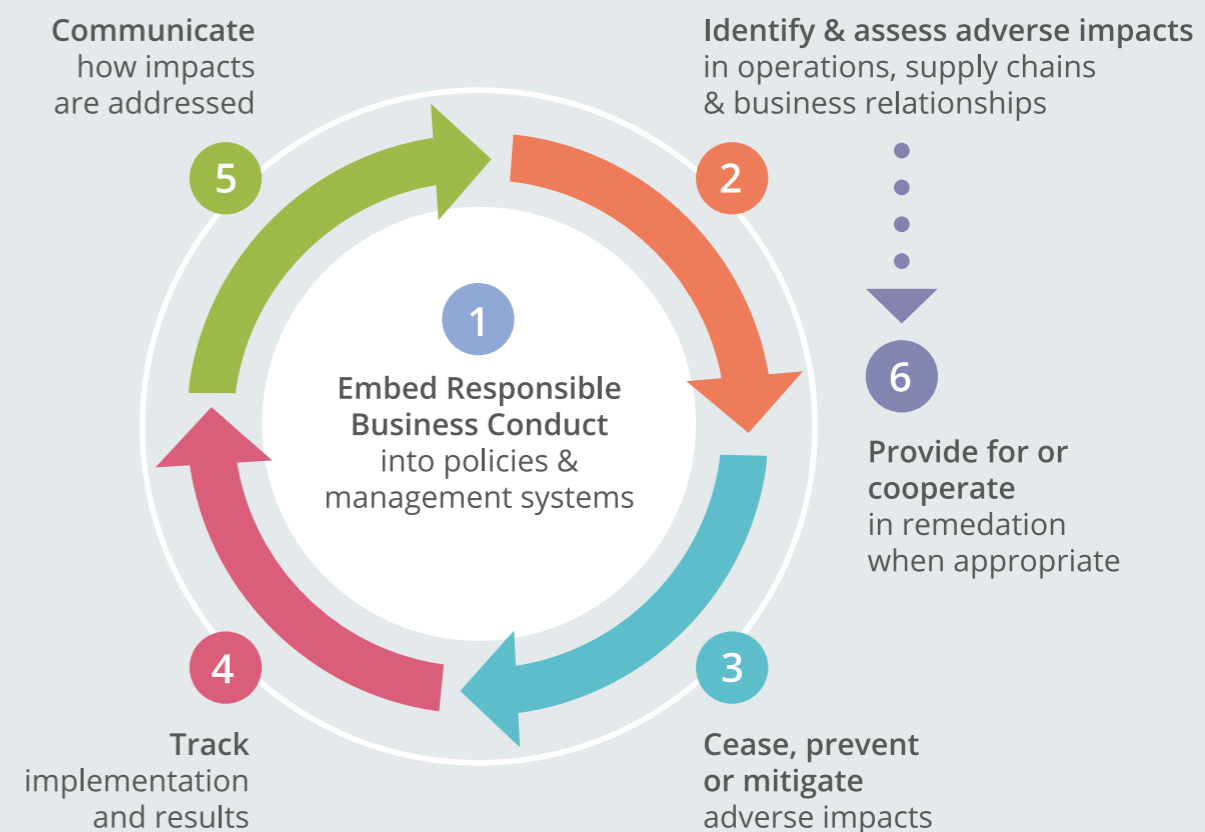 Communicate
how impacts
are addressed
5
Identify & assess adverse impacts
in operations, supply chains
& business relationships
2
1
Embed Responsible
Business Conduct
into policies &
management systems
6
Provide for or
cooperate
in remedation
when appropriate
4
Track
implementation
and results
3
Cease, prevent
or mitigate
adverse impacts